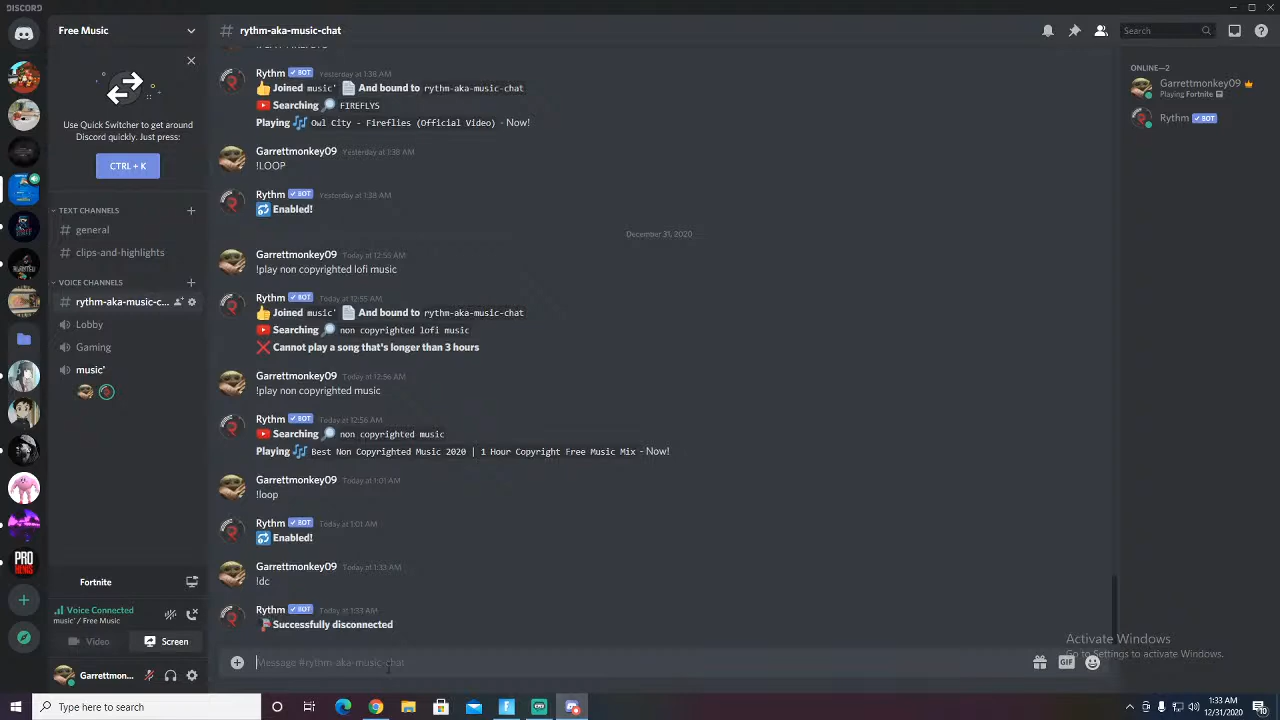 DISCORD
Free Music
# rythm-aka-music-chat
Search
Use Quick Switcher to get around
Discord quickly. Just press:
CTRL + K
TEXT CHANNELS
# general
# clips-and-highlights
VOICE CHANNELS
# rythm-aka-music-c...
Lobby
Gaming
music'
Fortnite
Voice Connected
music' / Free Music
Video
Screen
Garrettmo...
Rythm BOT Yesterday at 1:38 AM
Joined music' And bound to rythm-aka-music-chat
Searching FIREFLYS
Playing Owl City - Fireflies (Official Video) - Now!
Garrettmonkey09 Yesterday at 1:38 AM
!LOOP
Rythm BOT Yesterday at 1:38 AM
Enabled!
December 31, 2020
Garrettmonkey09 Today at 12:55 AM
!play non copyrighted lofi music
Rythm BOT Today at 12:55 AM
Joined music' And bound to rythm-aka-music-chat
Searching non copyrighted lofi music
Cannot play a song that's longer than 3 hours
Garrettmonkey09 Today at 12:56 AM
!play non copyrighted music
Rythm BOT Today at 12:56 AM
Searching non copyrighted music
Playing Best Non Copyrighted Music 2020 | 1 Hour Copyright Free Music Mix - Now!
Garrettmonkey09 Today at 1:01 AM
!loop
Rythm BOT Today at 1:01 AM
Enabled!
Garrettmonkey09 Today at 1:33 AM
!dc
Rythm BOT Today at 1:33 AM
Successfully disconnected
Message #rythm-aka-music-chat
GIF
ONLINE—2
Garrettmonkey09
Playing Fortnite
Rythm BOT
Activate Windows
Go to Settings to activate Windows.
Type here to search
1:33 AM
12/31/2020